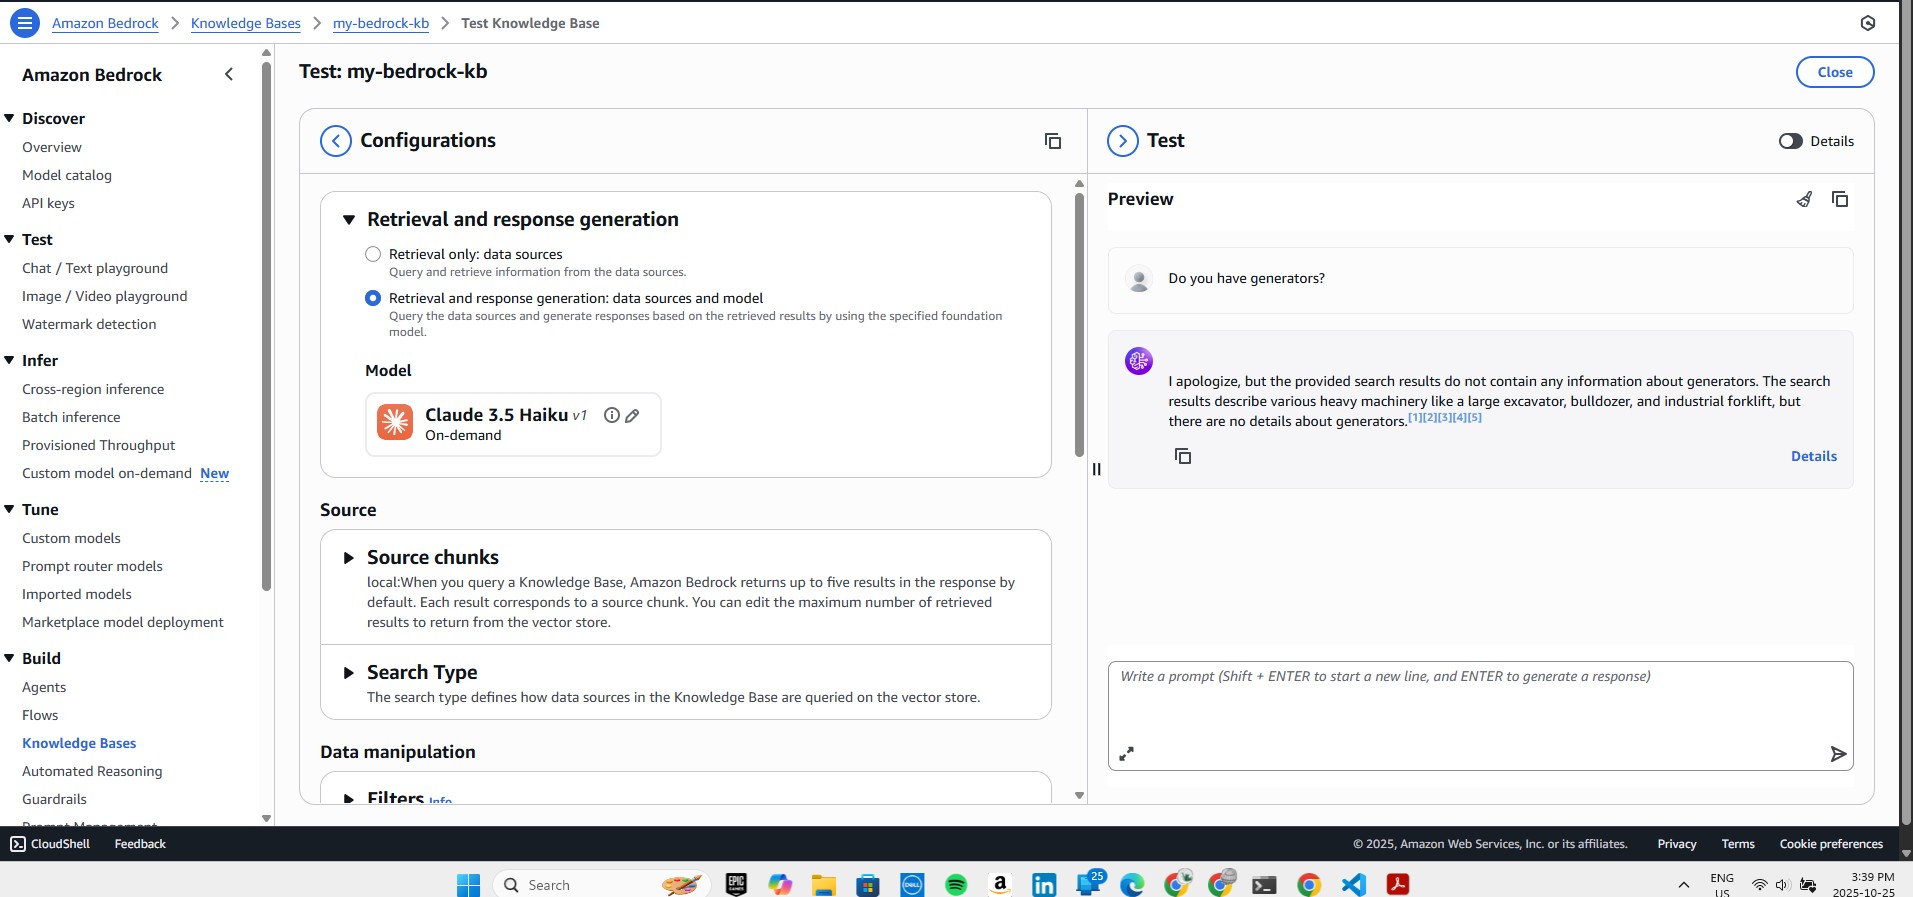 Amazon Bedrock > Knowledge Bases > my-bedrock-kb > Test Knowledge Base
Amazon Bedrock
Discover
Overview
Model catalog
API keys
Test
Chat / Text playground
Image / Video playground
Watermark detection
Infer
Cross-region inference
Batch inference
Provisioned Throughput
Custom model on-demand New
Tune
Custom models
Prompt router models
Imported models
Marketplace model deployment
Build
Agents
Flows
Knowledge Bases
Automated Reasoning
Guardrails
Prompt Management
Test: my-bedrock-kb
Close
Configurations
Retrieval and response generation
Retrieval only: data sources
Query and retrieve information from the data sources.
Retrieval and response generation: data sources and model
Query the data sources and generate responses based on the retrieved results by using the specified foundation
model.
Model
Claude 3.5 Haiku v1
On-demand
Source
Source chunks
local:When you query a Knowledge Base, Amazon Bedrock returns up to five results in the response by
default. Each result corresponds to a source chunk. You can edit the maximum number of retrieved
results to return from the vector store.
Search Type
The search type defines how data sources in the Knowledge Base are queried on the vector store.
Data manipulation
Filters Info
Test
Details
Preview
Do you have generators?
I apologize, but the provided search results do not contain any information about generators. The search
results describe various heavy machinery like a large excavator, bulldozer, and industrial forklift, but
there are no details about generators.[1][2][3][4][5]
Details
Write a prompt (Shift + ENTER to start a new line, and ENTER to generate a response)
CloudShell Feedback
© 2025, Amazon Web Services, Inc. or its affiliates. Privacy Terms Cookie preferences
Search
EPIC
GAMES
DELL
a
in
25
ENG
US
3:39 PM
2025-10-25